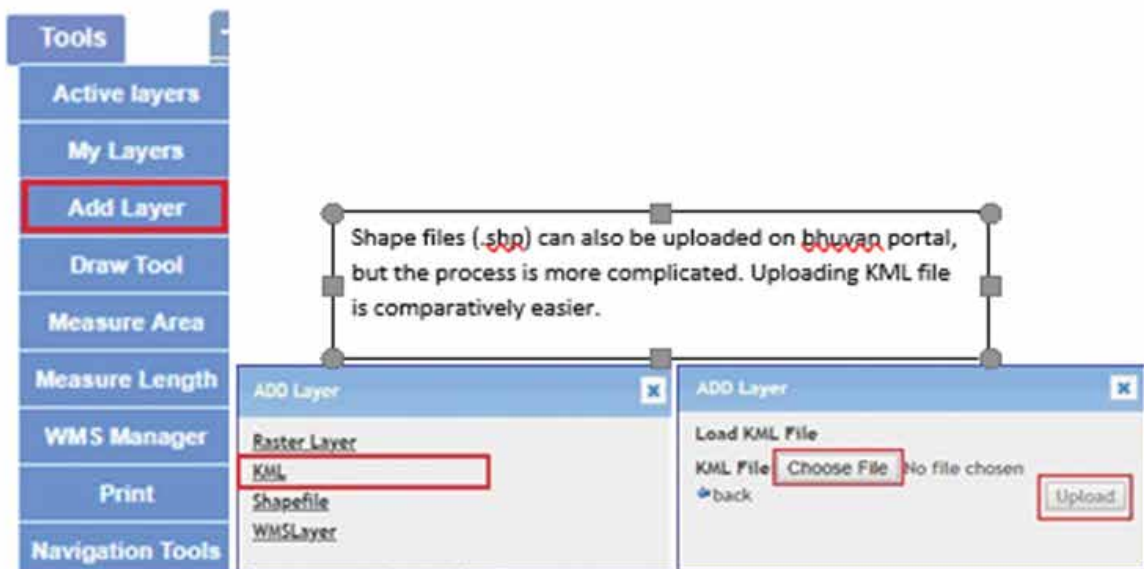 Tools
Active layers
My Layers
Add Layer
Draw Tool
Measure Area
Measure Length
WMS Manager
Print
Navigation Tools
Shape files (.shp) can also be uploaded on bhuvan portal,
but the process is more complicated. Uploading KML file
is comparatively easier.
ADD Layer
Raster Layer
KML
Shapefile
WMSLayer
ADD Layer
Load KML File
KML File Choose File No file chosen
back
Upload